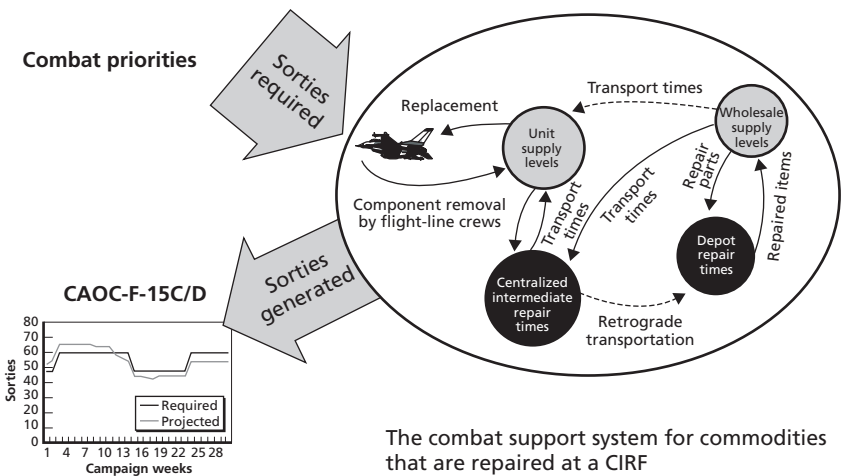 Combat priorities
Sorties
required
Transport times
Replacement
Unit
supply
levels
Wholesale
supply
levels
Component removal
by flight-line crews
Transport
times
Transport
times
Repair
parts
Repaired items
Depot
repair
times
Centralized
intermediate
repair
times
Retrograde
transportation
Sorties
generated
CAOC-F-15C/D
80
70
60
50
40
30
20
10
0
Sorties
Required
Projected
1 4 7 10 13 16 19 22 25 28
Campaign weeks
The combat support system for commodities
that are repaired at a CIRF